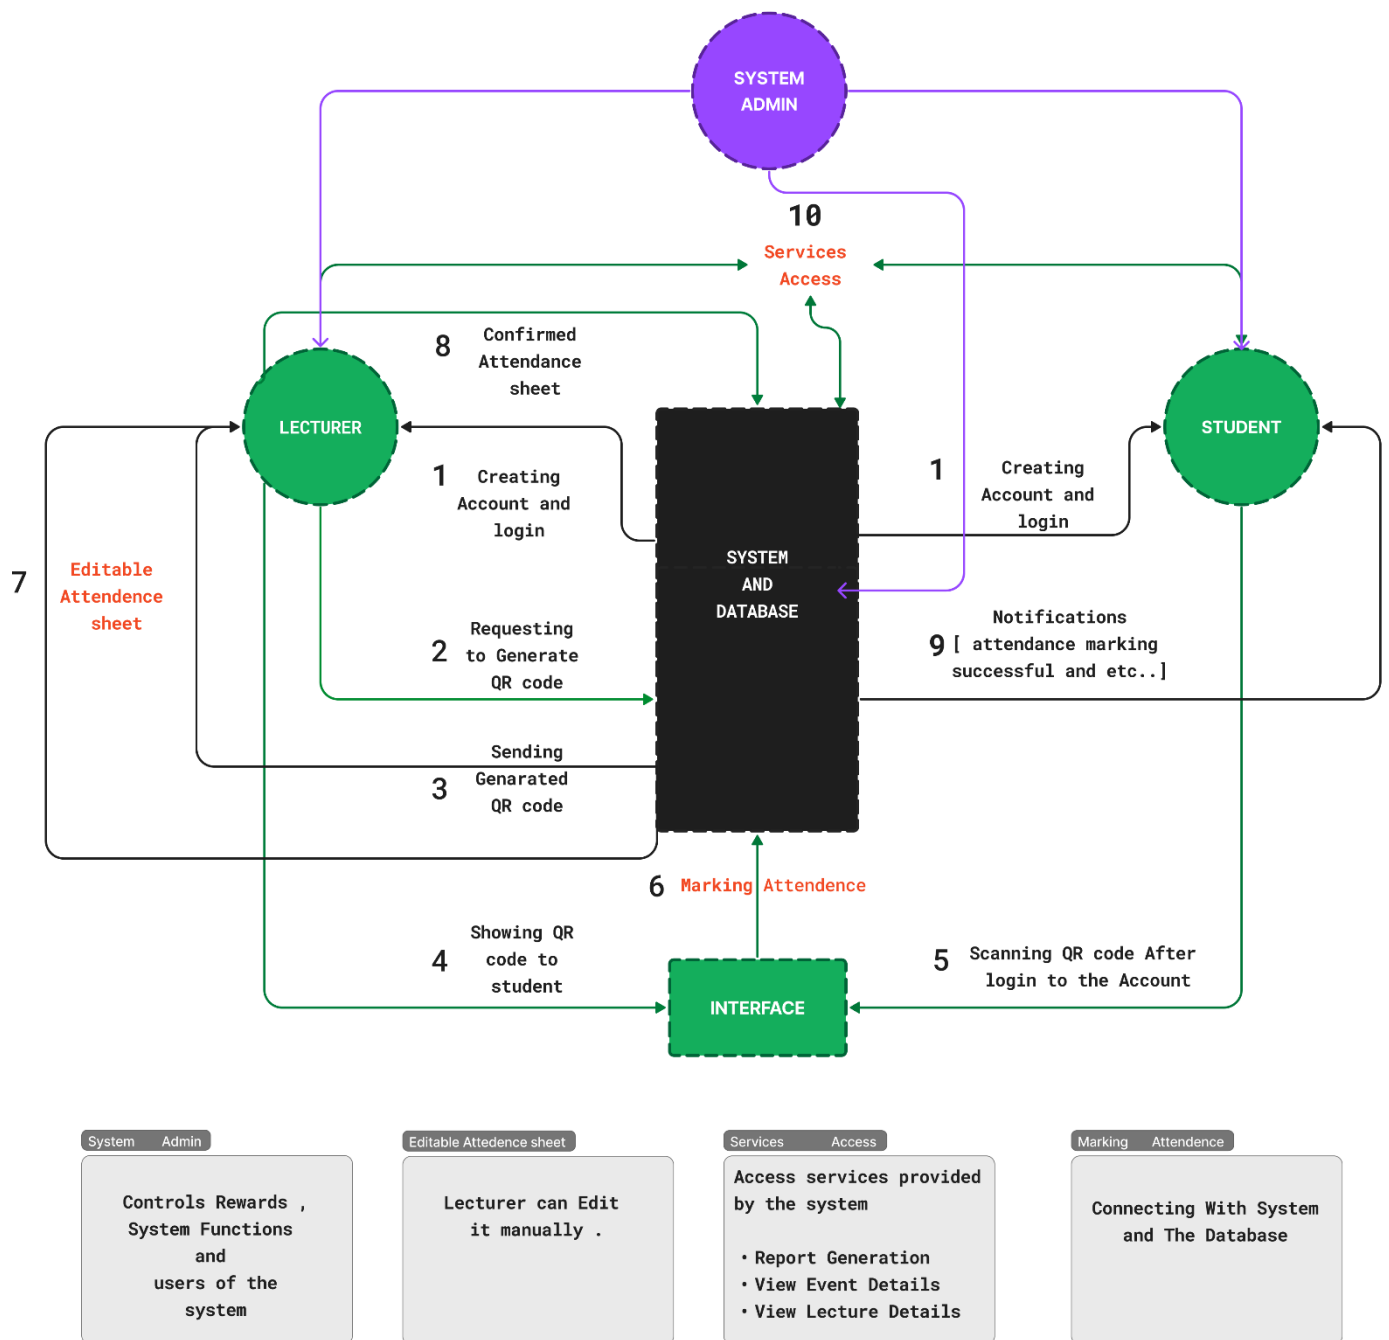 SYSTEM
ADMIN
10
Services
Access
8
Confirmed
Attendance
sheet
LECTURER
STUDENT
1
Creating
Account and
login
1
Creating
Account and
login
SYSTEM
AND
DATABASE
7
Editable
Attendence
sheet
2
Requesting
to Generate
QR code
9
Notifications
[ attendance marking
successful and etc..]
3
Sending
Genarated
QR code
6 Marking Attendence
4
Showing QR
code to
student
5
Scanning QR code After
login to the Account
INTERFACE
System Admin
Controls Rewards ,
System Functions
and
users of the
system
Editable Attedence sheet
Lecturer can Edit
it manually .
Services Access
Access services provided
by the system
• Report Generation
• View Event Details
• View Lecture Details
Marking Attendence
Connecting With System
and The Database